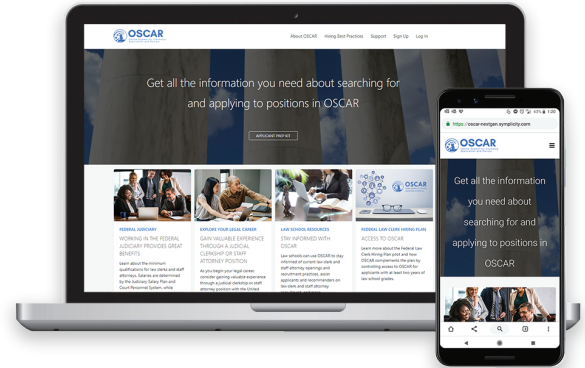 OSCAR
About OSCAR Hiring Best Practices Support Sign Up Log In
Get all the information you need about searching for
and applying to positions in OSCAR
APPLICANT PREP KIT
FEDERAL JUDICIARY
WORKING IN THE FEDERAL
JUDICIARY PROVIDES GREAT
BENEFITS
Learn about the minimum
qualifications for law clerks and staff
attorneys. Salaries are determined
by the Judiciary Salary Plan and
Court Personnel System, while
EXPLORE YOUR LEGAL CAREER
GAIN VALUABLE EXPERIENCE
THROUGH A JUDICIAL
CLERKSHIP OR STAFF
ATTORNEY POSITION
As you begin your legal career
consider gaining valuable experience
through a judicial clerkship or staff
attorney position with the United
LAW SCHOOL RESOURCES
STAY INFORMED WITH
OSCAR
Law schools can use OSCAR to stay
informed of current law clerk and staff
attorney openings and
recruitment practices, assist
applicants and recommenders on
law clerk and staff attorney
OSCAR
FEDERAL LAW CLERK HIRING PLAN
ACCESS TO OSCAR
Learn more about the Federal Law
Clerk Hiring Plan pilot and how
OSCAR complements the plan by
controlling access to OSCAR for
applicants with at least two years of
law school grades.
63% 1:20
https://oscar-nextgen.symplicity.com
OSCAR
Get all the information
you need about
searching for and
applying to positions in
OSCAR